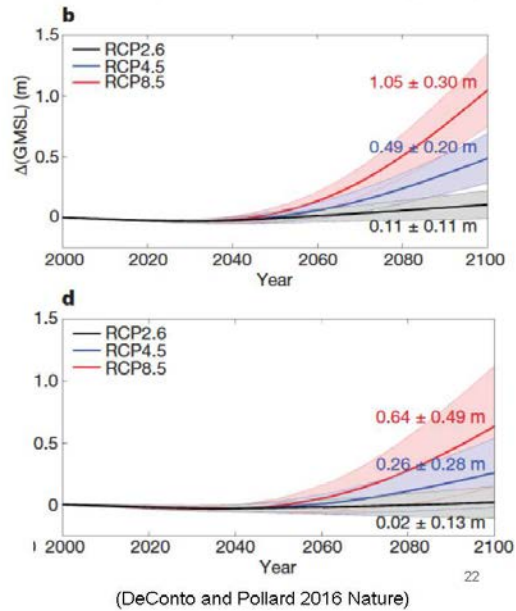 b
1.5
RCP2.6
RCP4.5
RCP8.5
1.0
0.5
0
Δ(GMSL) (m)
1.05 ± 0.30 m
0.49 ± 0.20 m
0.11 ± 0.11 m
2000 2020 2040 2060 2080 2100
Year
d
1.5
RCP2.6
RCP4.5
RCP8.5
1.0
0.5
0
0.64 ± 0.49 m
0.26 ± 0.28 m
0.02 ± 0.13 m
2000 2020 2040 2060 2080 2100
Year
22
(DeConto and Pollard 2016 Nature)